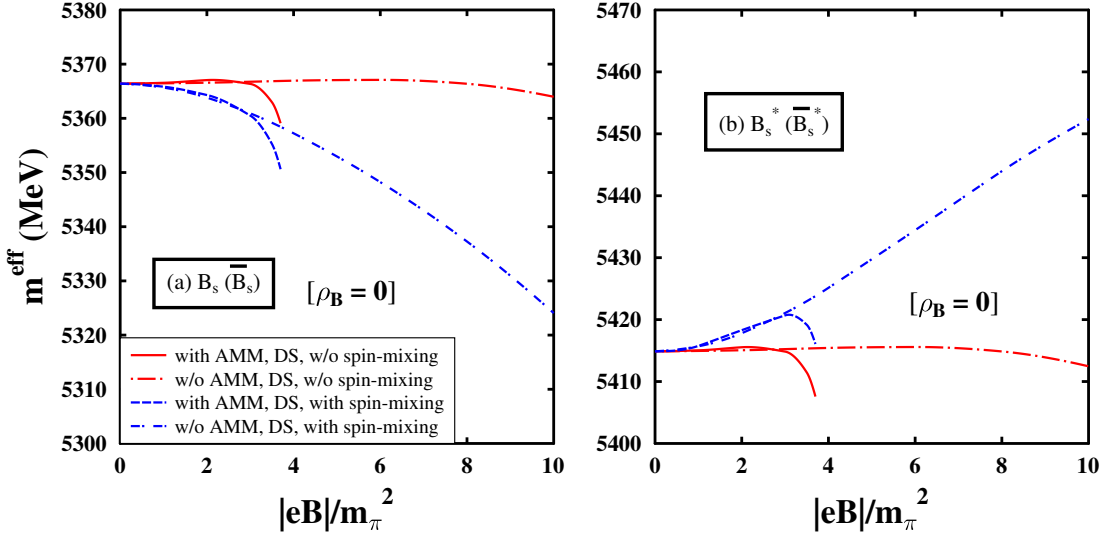 m^eff (MeV)
5380
5370
5360
5350
5340
5330
5320
5310
5300
(a) B_s (B̅_s)
[ρ_B = 0]
with AMM, DS, w/o spin-mixing
w/o AMM, DS, w/o spin-mixing
with AMM, DS, with spin-mixing
w/o AMM, DS, with spin-mixing
0 2 4 6 8 10
|eB|/m_π^2
5470
5460
5450
5440
5430
5420
5410
5400
(b) B_s^* (B̅_s^*)
[ρ_B = 0]
0 2 4 6 8 10
|eB|/m_π^2